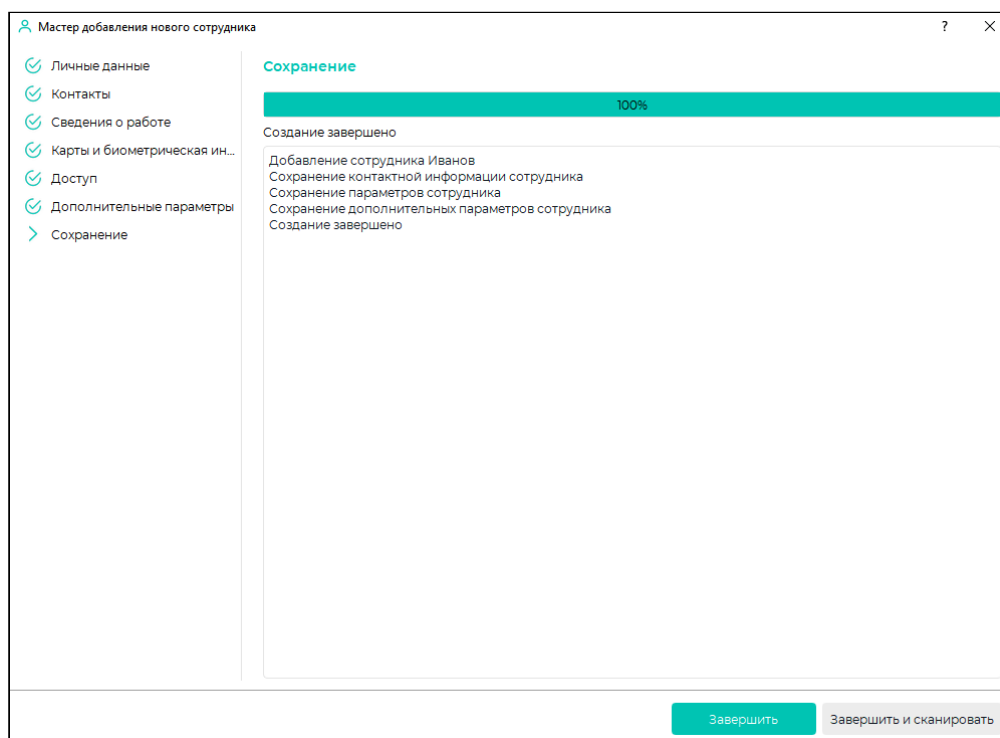 Мастер добавления нового сотрудника
?
Личные данные
Контакты
Сведения о работе
Карты и биометрическая ин...
Доступ
Дополнительные параметры
Сохранение
Сохранение
100%
Создание завершено
Добавление сотрудника Иванов
Сохранение контактной информации сотрудника
Сохранение параметров сотрудника
Сохранение дополнительных параметров сотрудника
Создание завершено
Завершить
Завершить и сканировать